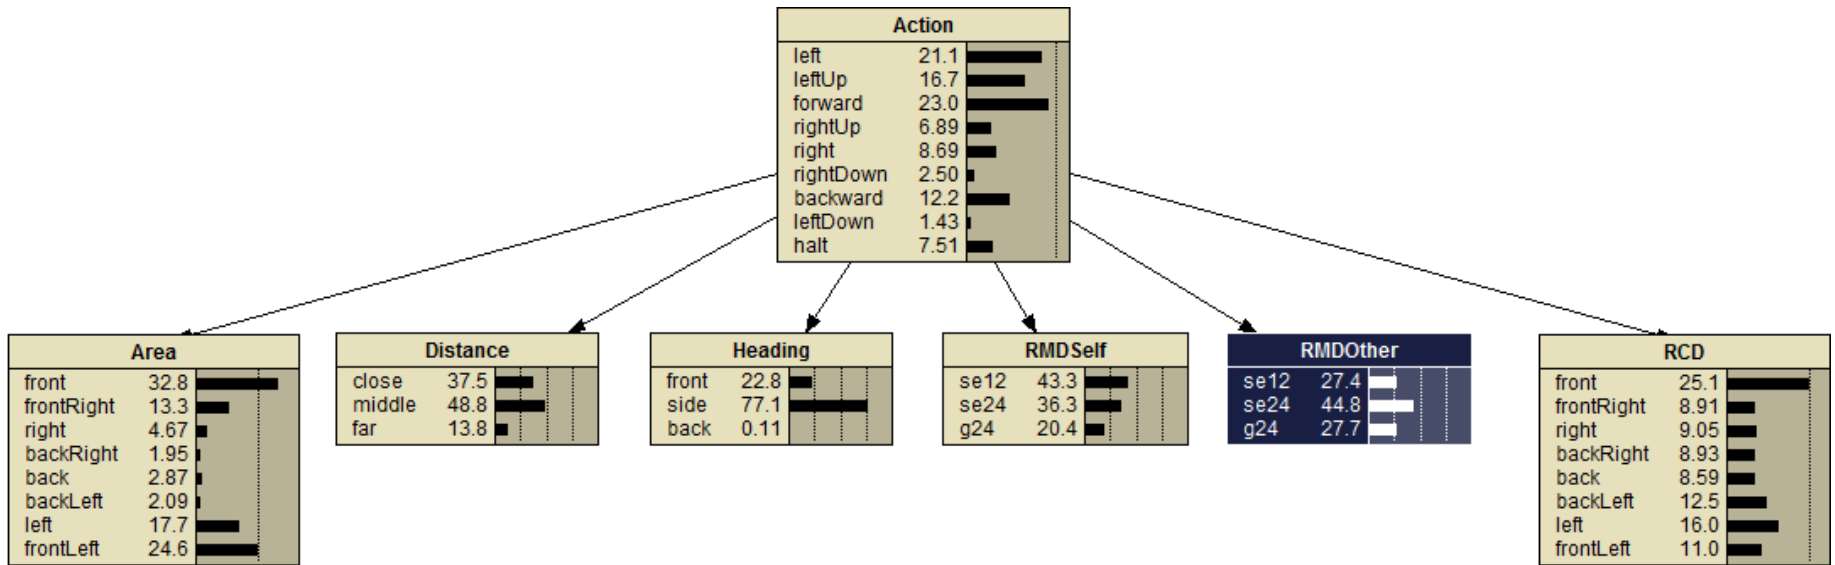 Action
left 21.1
leftUp 16.7
forward 23.0
rightUp 6.89
right 8.69
rightDown 2.50
backward 12.2
leftDown 1.43
halt 7.51
Area
front 32.8
frontRight 13.3
right 4.67
backRight 1.95
back 2.87
backLeft 2.09
left 17.7
frontLeft 24.6
Distance
close 37.5
middle 48.8
far 13.8
Heading
front 22.8
side 77.1
back 0.11
RMDSelf
se12 43.3
se24 36.3
g24 20.4
RMDOther
se12 27.4
se24 44.8
g24 27.7
RCD
front 25.1
frontRight 8.91
right 9.05
backRight 8.93
back 8.59
backLeft 12.5
left 16.0
frontLeft 11.0